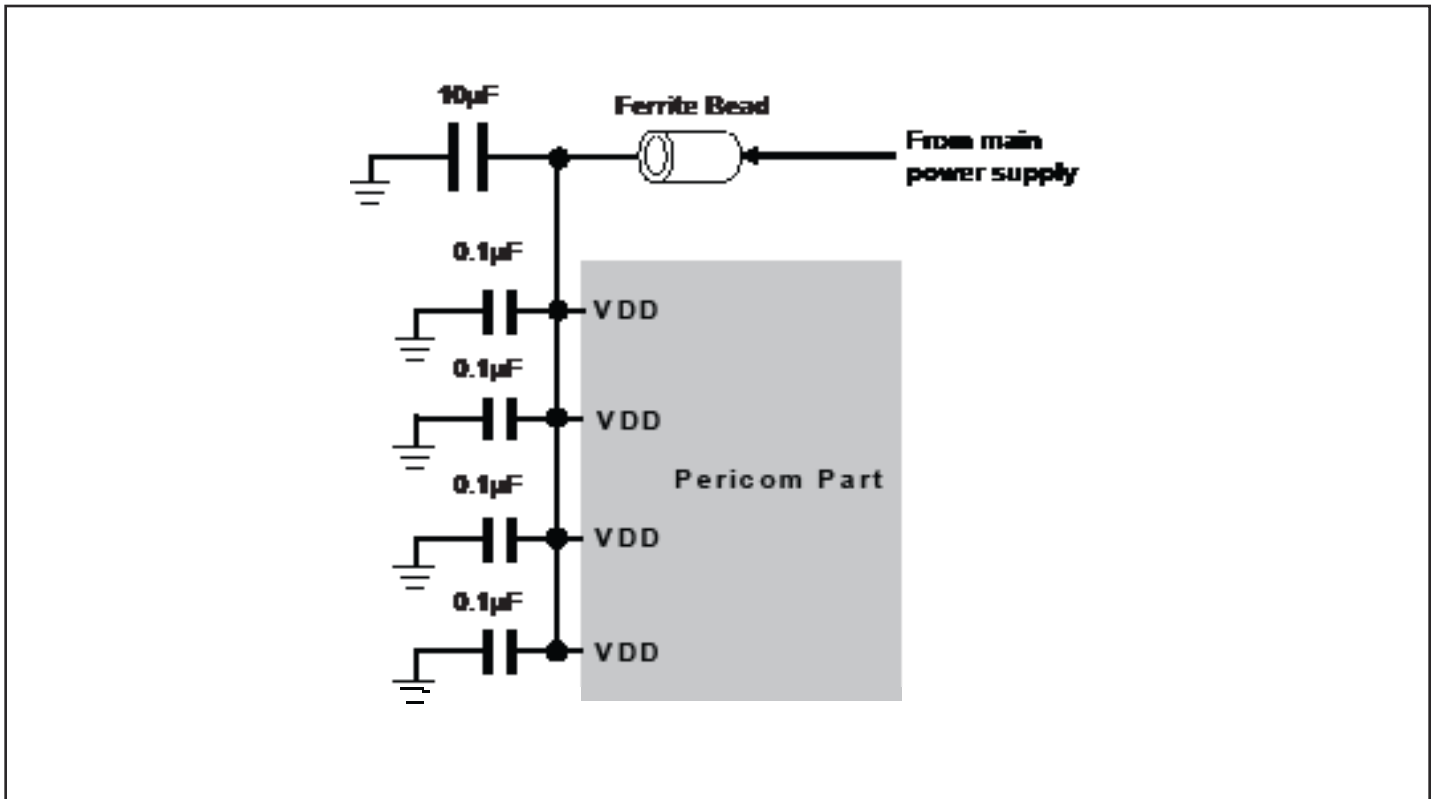 10µF
Ferrite Bead
From main
power supply
0.1µF
VDD
0.1µF
VDD
Pericom Part
0.1µF
VDD
0.1µF
VDD